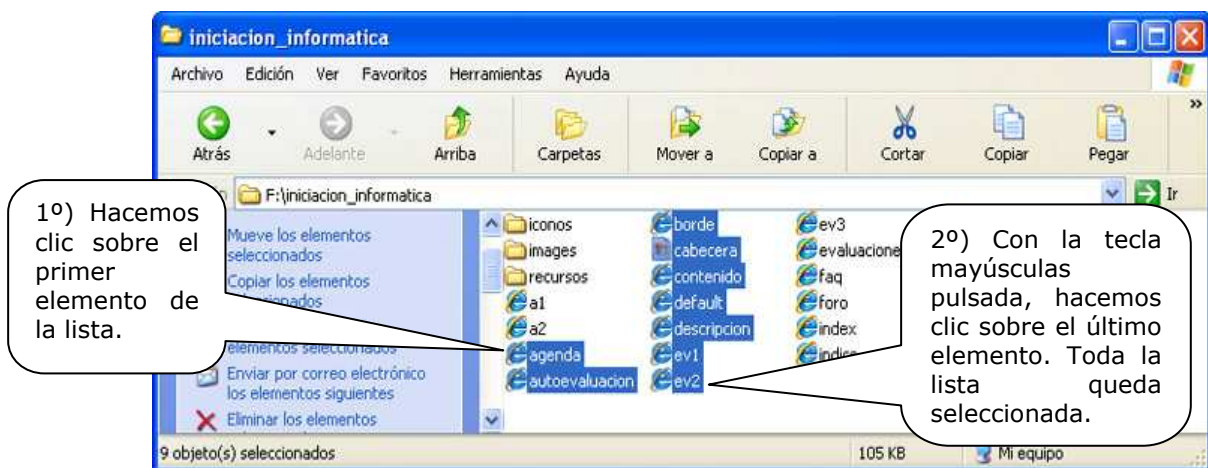 iniciacion_informatica
Archivo Edición Ver Favoritos Herramientas Ayuda
Atrás Adelante Arriba Carpetas Mover a Copiar a Cortar Copiar Pegar
F:\iniciacion_informatica Ir
1º) Hacemos
clic sobre el
primer
elemento de
la lista.
Mueve los elementos
seleccionados
Copiar los elementos
elementos seleccionados
Enviar por correo electrónico
los elementos siguientes
Eliminar los elementos
iconos borde ev3
images cabecera
recursos contenido faq
a1 default foro
a2 descripcion index
agenda ev1
autoevaluacion ev2
2º) Con la tecla
mayúsculas
pulsada, hacemos
clic sobre el último
elemento. Toda la
lista queda
seleccionada.
9 objeto(s) seleccionados 105 KB Mi equipo